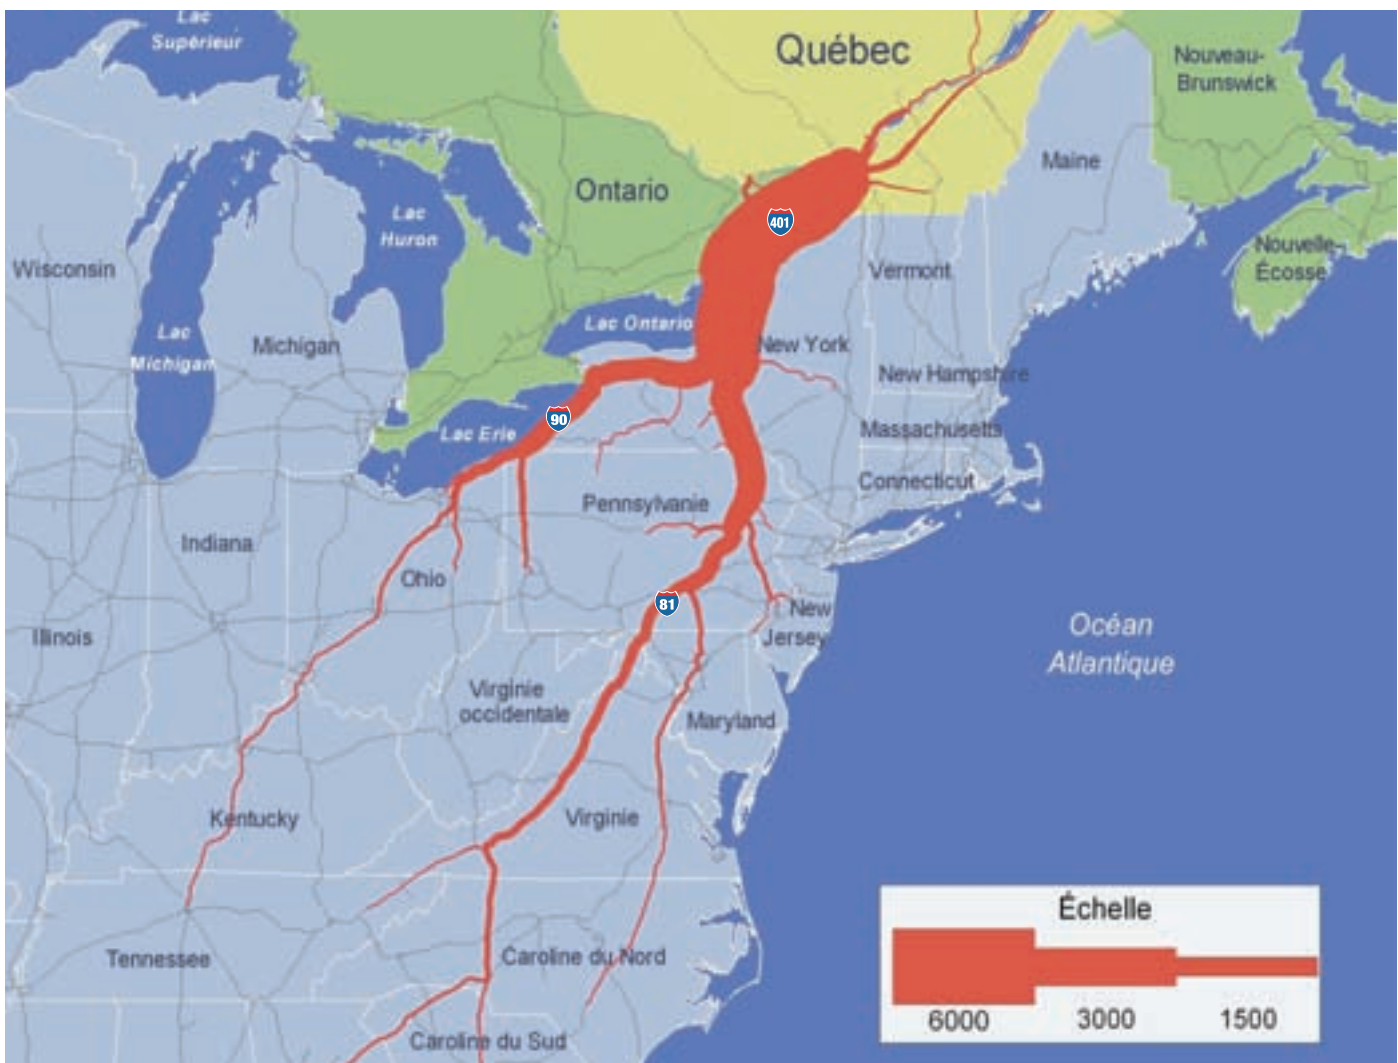 Lac
Supérieur
Québec
Nouveau-
Brunswick
Maine
Ontario
Lac
Huron
401
Nouvelle-
Écosse
Wisconsin
Vermont
Lac
Michigan
Michigan
Lac Ontario
New York
New Hampshire
90
Lac Erie
Massachusetts
Connecticut
Pennsylvanie
Indiana
Ohio
81
New
Jersey
Illinois
Océan
Atlantique
Virginie
occidentale
Maryland
Kentucky
Virginie
Tennessee
Caroline du Nord
Caroline du Sud
Échelle
6000
3000
1500